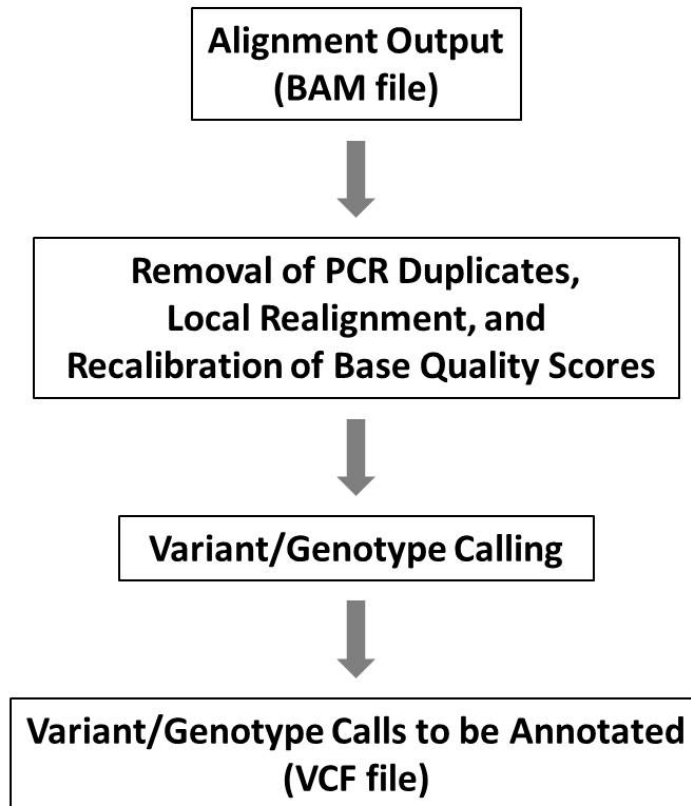 Alignment Output
(BAM file)
Removal of PCR Duplicates,
Local Realignment, and
Recalibration of Base Quality Scores
Variant/Genotype Calling
Variant/Genotype Calls to be Annotated
(VCF file)